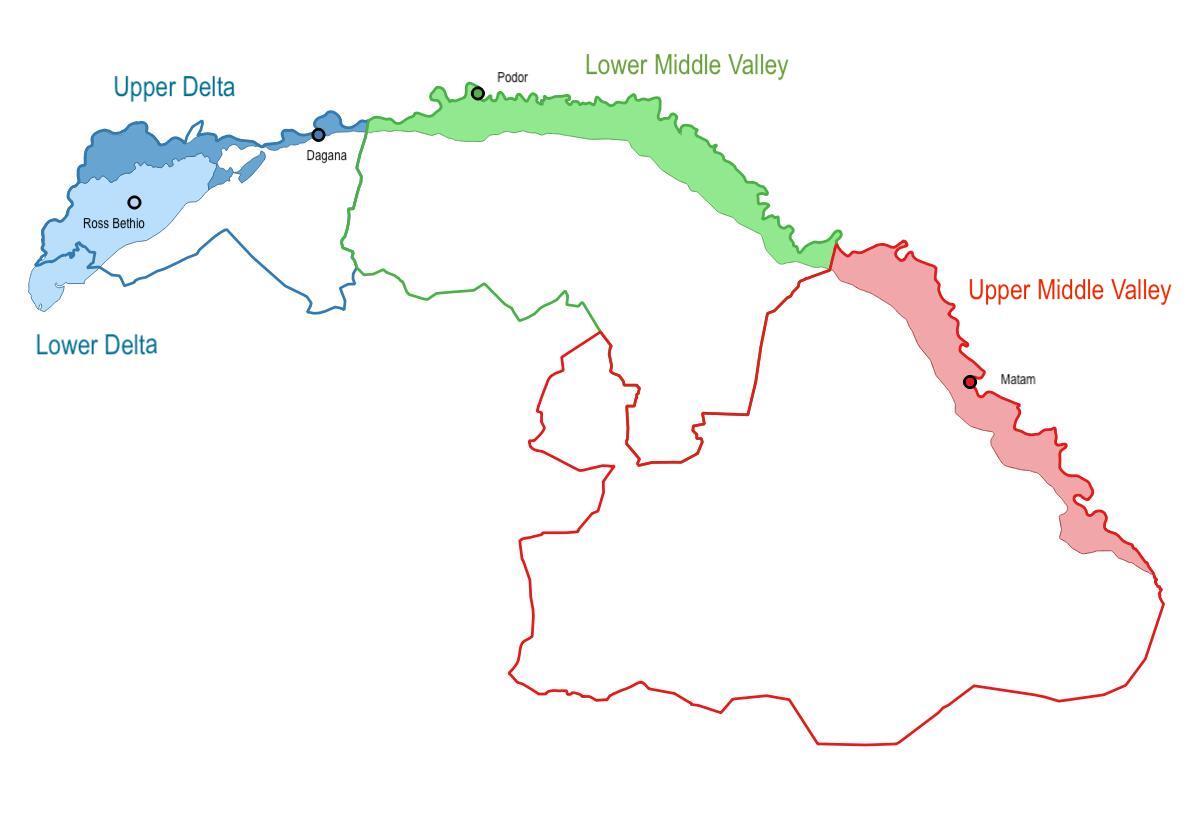 Lower Middle Valley
Podor
Upper Delta
Dagana
Ross Bethio
Upper Middle Valley
Lower Delta
Matam